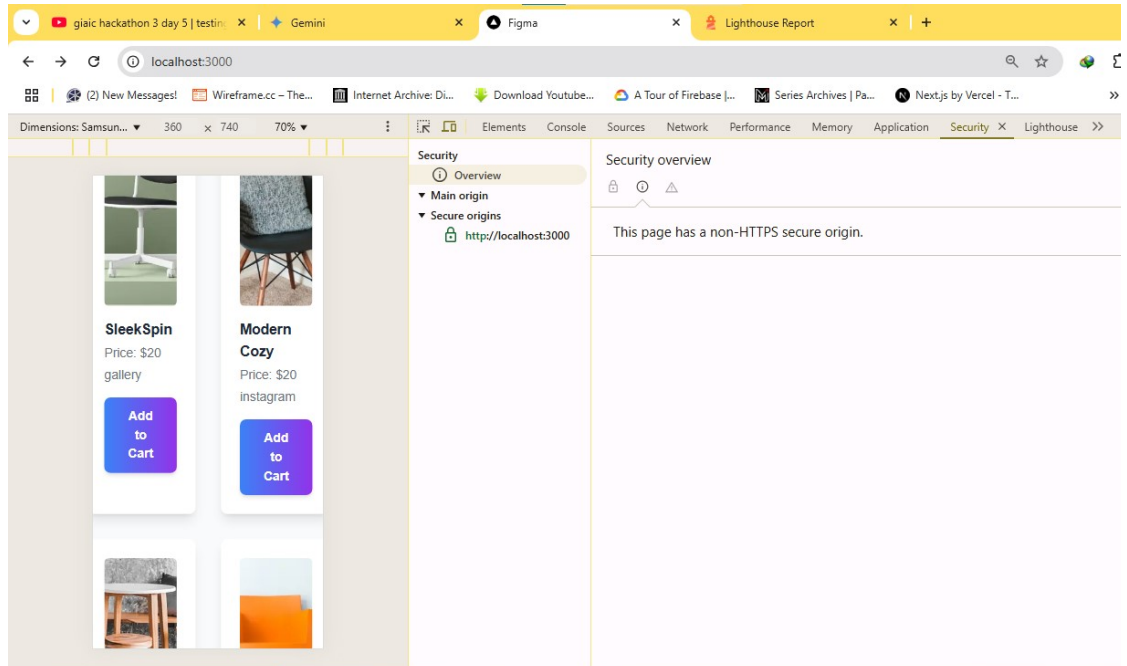 giaic hackathon 3 day 5 | testing
Gemini
Figma
Lighthouse Report
localhost:3000
(2) New Messages!
Wireframe.cc – The...
Internet Archive: Di...
Download Youtube...
A Tour of Firebase |...
Series Archives | Pa...
Next.js by Vercel - T...
Dimensions: Samsun...
360
x
740
70%
Elements
Console
Sources
Network
Performance
Memory
Application
Security
Lighthouse
SleekSpin
Price: $20
gallery
Add
to
Cart
Modern
Cozy
Price: $20
instagram
Add
to
Cart
Security
Overview
Main origin
Secure origins
http://localhost:3000
Security overview
This page has a non-HTTPS secure origin.